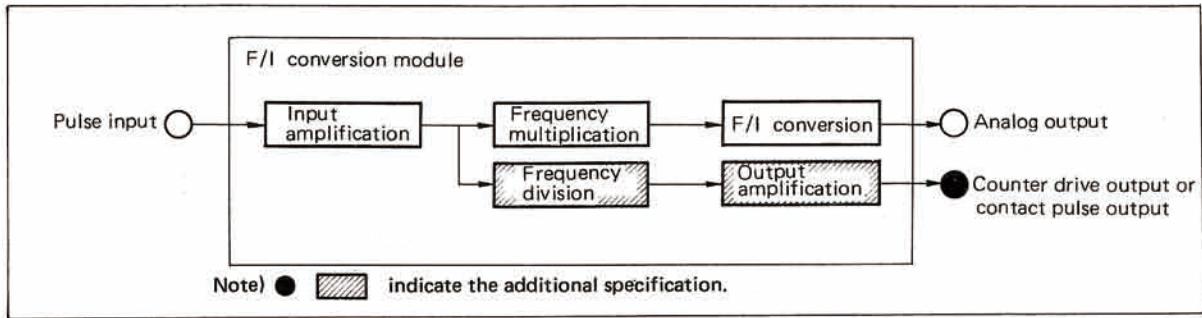 F/I conversion module
Pulse input
Input
amplification
Frequency
multiplication
F/I conversion
Analog output
Frequency
division
Output
amplification
Counter drive output or
contact pulse output
Note) indicate the additional specification.